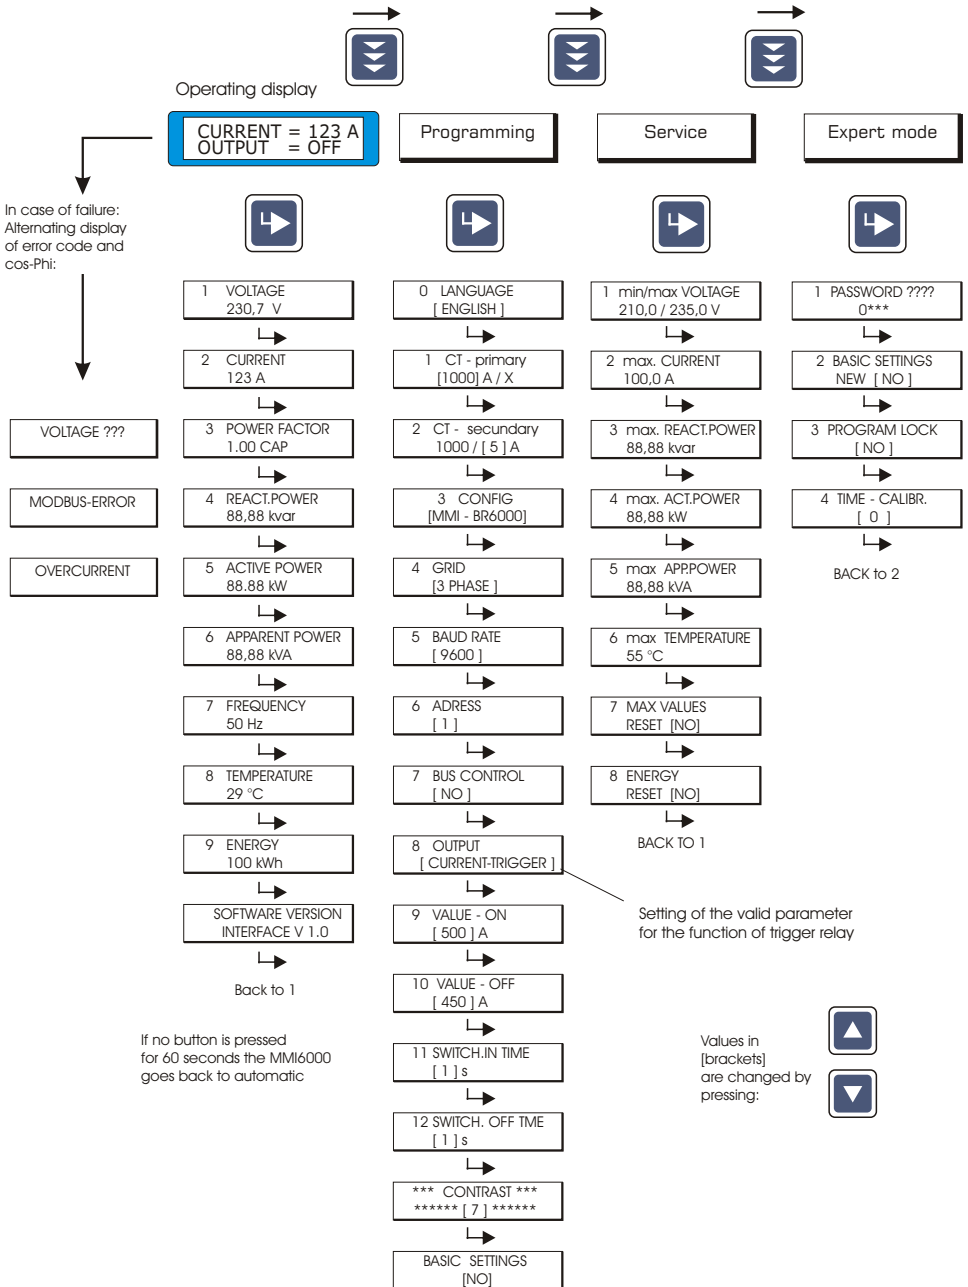 Operating display
CURRENT = 123 A
OUTPUT = OFF
Programming
Service
Expert mode
In case of failure:
Alternating display
of error code and
cos-Phi:
VOLTAGE ???
MODBUS-ERROR
OVERCURRENT
1 VOLTAGE
230,7 V
2 CURRENT
123 A
3 POWER FACTOR
1.00 CAP
4 REACT.POWER
88,88 kvar
5 ACTIVE POWER
88.88 kW
6 APPARENT POWER
88,88 kVA
7 FREQUENCY
50 Hz
8 TEMPERATURE
29 °C
9 ENERGY
100 kWh
SOFTWARE VERSION
INTERFACE V 1.0
Back to 1
If no button is pressed
for 60 seconds the MMI6000
goes back to automatic
0 LANGUAGE
[ ENGLISH ]
1 CT - primary
[1000] A / X
2 CT - secundary
1000 / [ 5 ] A
3 CONFIG
[MMI - BR6000]
4 GRID
[3 PHASE ]
5 BAUD RATE
[ 9600 ]
6 ADRESS
[ 1 ]
7 BUS CONTROL
[ NO ]
8 OUTPUT
[ CURRENT-TRIGGER ]
9 VALUE - ON
[ 500 ] A
10 VALUE - OFF
[ 450 ] A
11 SWITCH.IN TIME
[ 1 ] s
12 SWITCH. OFF TME
[ 1 ] s
*** CONTRAST ***
****** [ 7 ] ******
BASIC SETTINGS
[NO]
1 min/max VOLTAGE
210,0 / 235,0 V
2 max. CURRENT
100,0 A
3 max. REACT.POWER
88,88 kvar
4 max. ACT.POWER
88,88 kW
5 max APP.POWER
88,88 kVA
6 max TEMPERATURE
55 °C
7 MAX VALUES
RESET [NO]
8 ENERGY
RESET [NO]
BACK TO 1
Setting of the valid parameter
for the function of trigger relay
1 PASSWORD ????
0***
2 BASIC SETTINGS
NEW [ NO ]
3 PROGRAM LOCK
[ NO ]
4 TIME - CALIBR.
[ 0 ]
BACK to 2
Values in
[brackets]
are changed by
pressing: